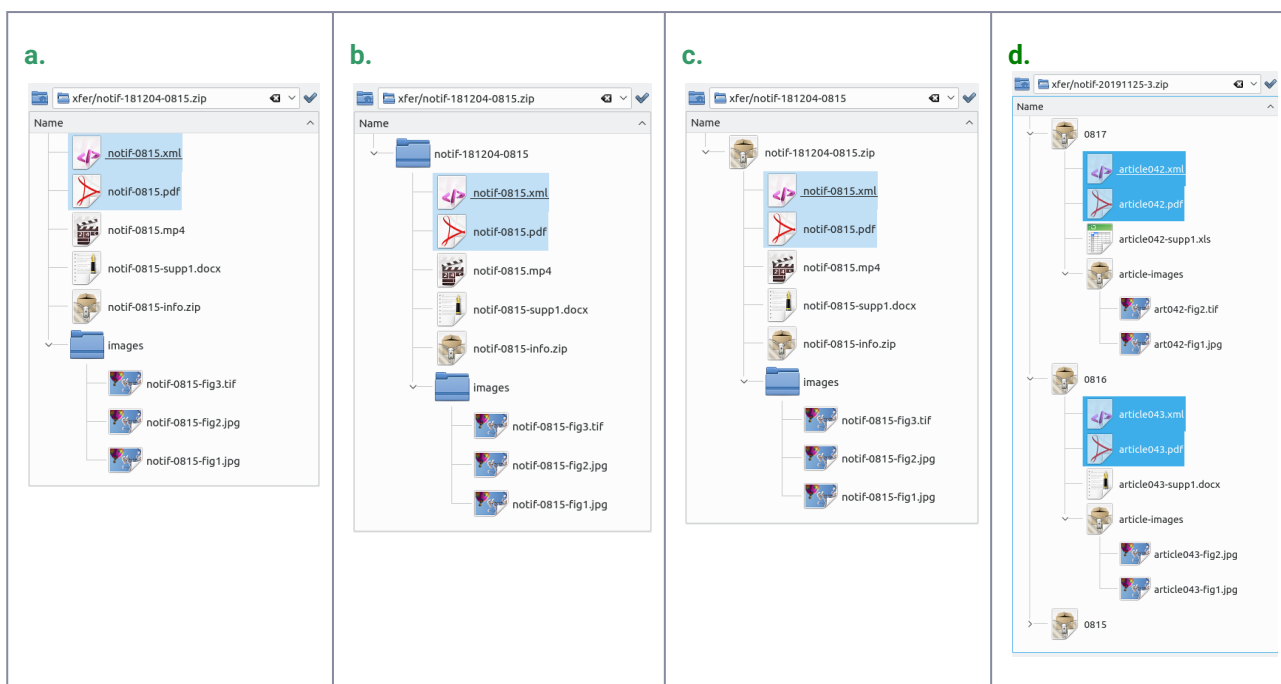 a.
xfer/notif-181204-0815.zip
Name
notif-0815.xml
notif-0815.pdf
notif-0815.mp4
notif-0815-supp1.docx
notif-0815-info.zip
images
notif-0815-fig3.tif
notif-0815-fig2.jpg
notif-0815-fig1.jpg
b.
xfer/notif-181204-0815.zip
Name
notif-181204-0815
notif-0815.xml
notif-0815.pdf
notif-0815.mp4
notif-0815-supp1.docx
notif-0815-info.zip
images
notif-0815-fig3.tif
notif-0815-fig2.jpg
notif-0815-fig1.jpg
c.
xfer/notif-181204-0815
Name
notif-181204-0815.zip
notif-0815.xml
notif-0815.pdf
notif-0815.mp4
notif-0815-supp1.docx
notif-0815-info.zip
images
notif-0815-fig3.tif
notif-0815-fig2.jpg
notif-0815-fig1.jpg
d.
xfer/notif-20191125-3.zip
Name
0817
article042.xml
article042.pdf
article042-supp1.xls
article-images
art042-fig2.tif
art042-fig1.jpg
0816
article043.xml
article043.pdf
article043-supp1.docx
article-images
article043-fig2.jpg
article043-fig1.jpg
0815